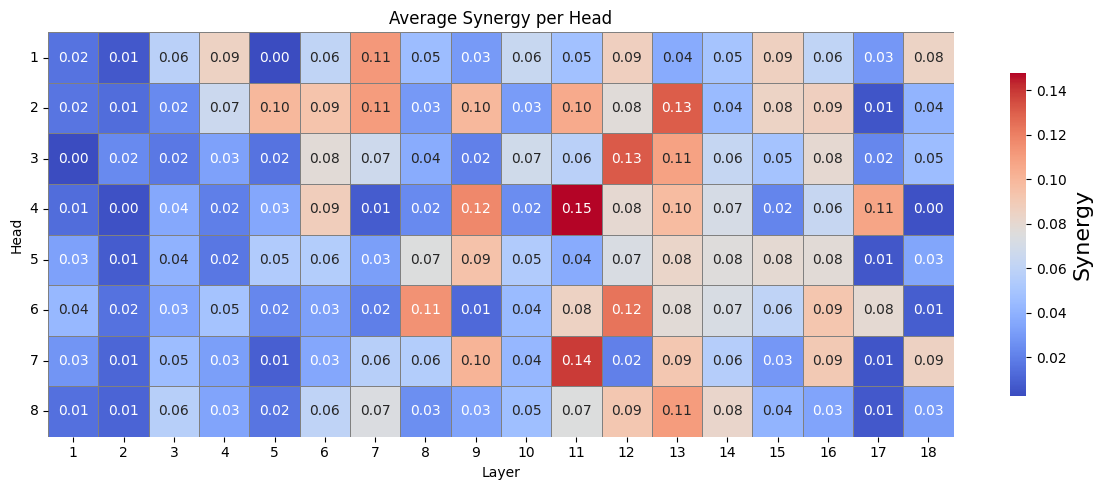 Average Synergy per Head
1 0.02 0.01 0.06 0.09 0.00 0.06 0.11 0.05 0.03 0.06 0.05 0.09 0.04 0.05 0.09 0.06 0.03 0.08
2 0.02 0.01 0.02 0.07 0.10 0.09 0.11 0.03 0.10 0.03 0.10 0.08 0.13 0.04 0.08 0.09 0.01 0.04
3 0.00 0.02 0.02 0.03 0.02 0.08 0.07 0.04 0.02 0.07 0.06 0.13 0.11 0.06 0.05 0.08 0.02 0.05
4 0.01 0.00 0.04 0.02 0.03 0.09 0.01 0.02 0.12 0.02 0.15 0.08 0.10 0.07 0.02 0.06 0.11 0.00
5 0.03 0.01 0.04 0.02 0.05 0.06 0.03 0.07 0.09 0.05 0.04 0.07 0.08 0.08 0.08 0.08 0.01 0.03
6 0.04 0.02 0.03 0.05 0.02 0.03 0.02 0.11 0.01 0.04 0.08 0.12 0.08 0.07 0.06 0.09 0.08 0.01
7 0.03 0.01 0.05 0.03 0.01 0.03 0.06 0.06 0.10 0.04 0.14 0.02 0.09 0.06 0.03 0.09 0.01 0.09
8 0.01 0.01 0.06 0.03 0.02 0.06 0.07 0.03 0.03 0.05 0.07 0.09 0.11 0.08 0.04 0.03 0.01 0.03
1 2 3 4 5 6 7 8 9 10 11 12 13 14 15 16 17 18
Layer
Head
0.14
0.12
0.10
0.08
0.06
0.04
0.02
Synergy